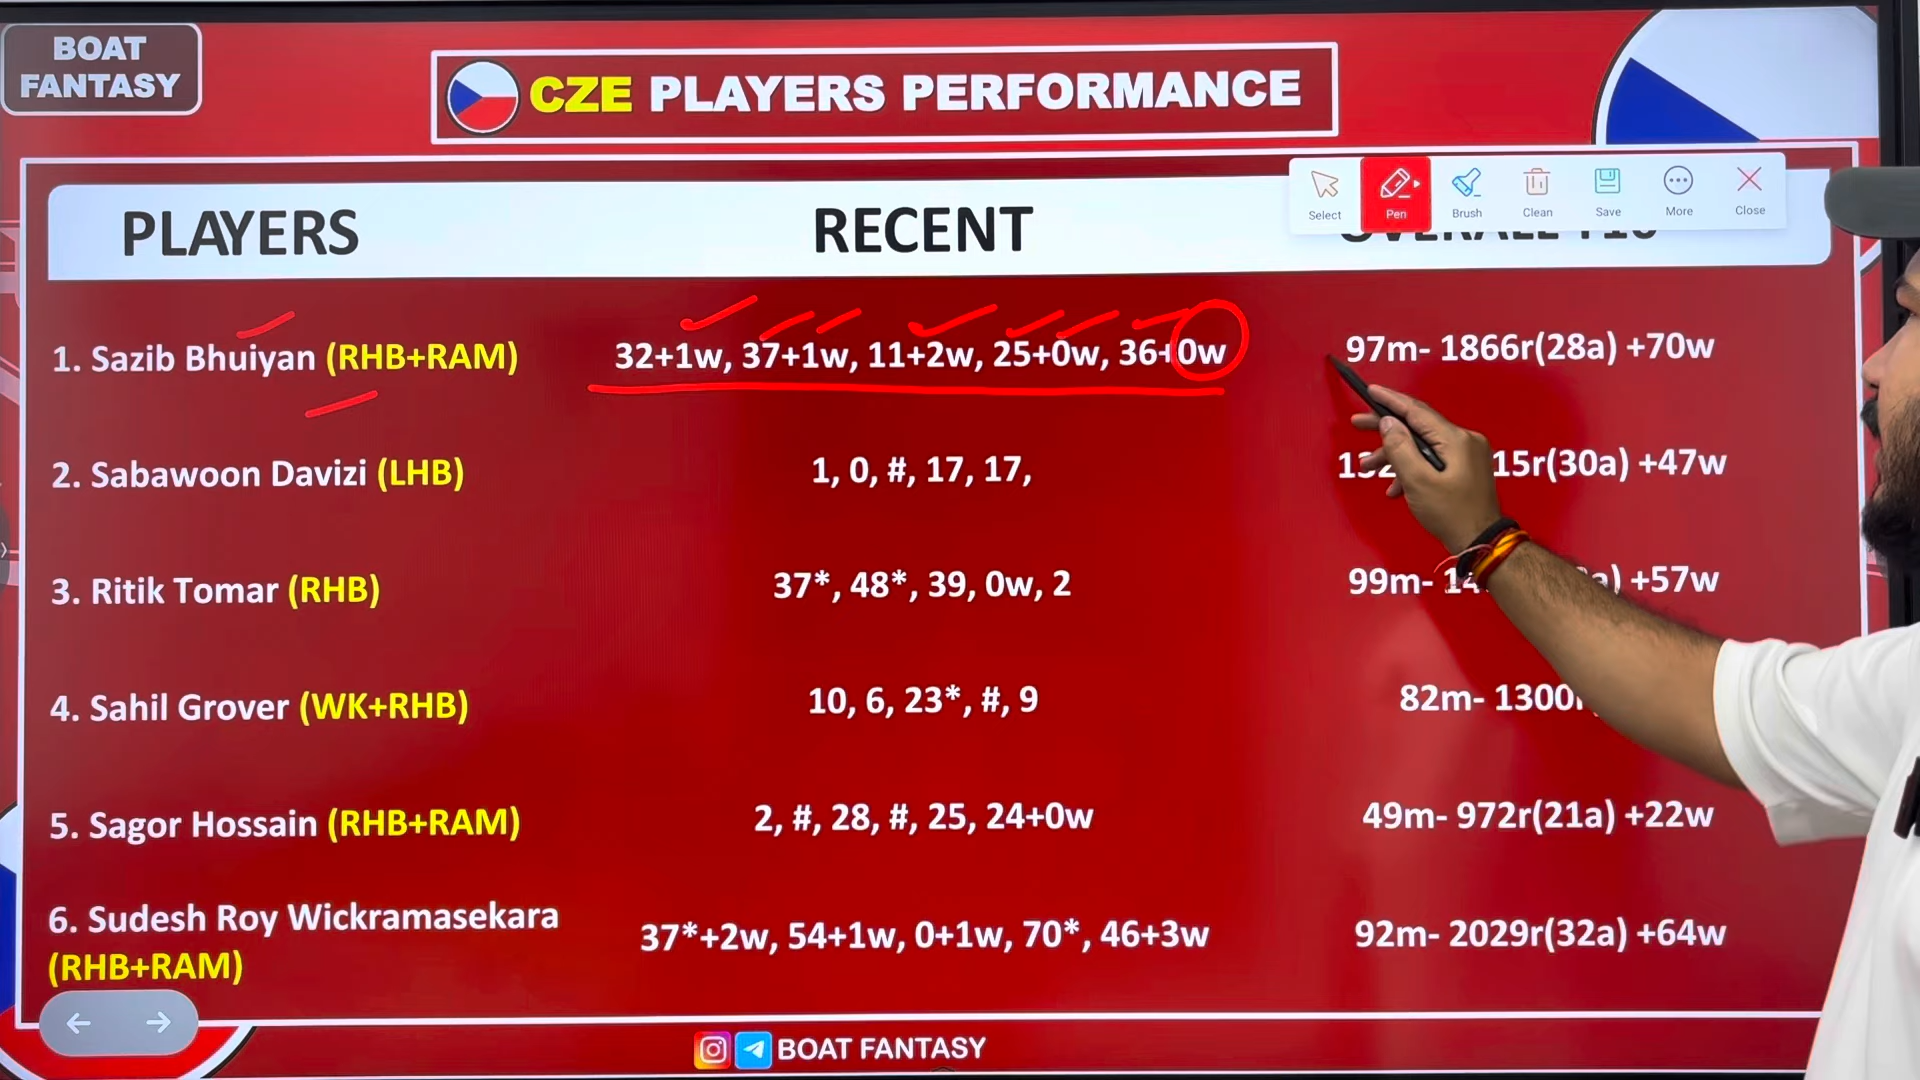 BOAT
FANTASY
CZE PLAYERS PERFORMANCE
Select Pen Brush Clean Save More Close
PLAYERS RECENT
1. Sazib Bhuiyan (RHB+RAM) 32+1w, 37+1w, 11+2w, 25+0w, 36+0w 97m- 1866r(28a) +70w
2. Sabawoon Davizi (LHB) 1, 0, #, 17, 17, 15r(30a) +47w
3. Ritik Tomar (RHB) 37*, 48*, 39, 0w, 2 99m- +57w
4. Sahil Grover (WK+RHB) 10, 6, 23*, #, 9 82m- 1300r
5. Sagor Hossain (RHB+RAM) 2, #, 28, #, 25, 24+0w 49m- 972r(21a) +22w
6. Sudesh Roy Wickramasekara
(RHB+RAM) 37*+2w, 54+1w, 0+1w, 70*, 46+3w 92m- 2029r(32a) +64w
BOAT FANTASY